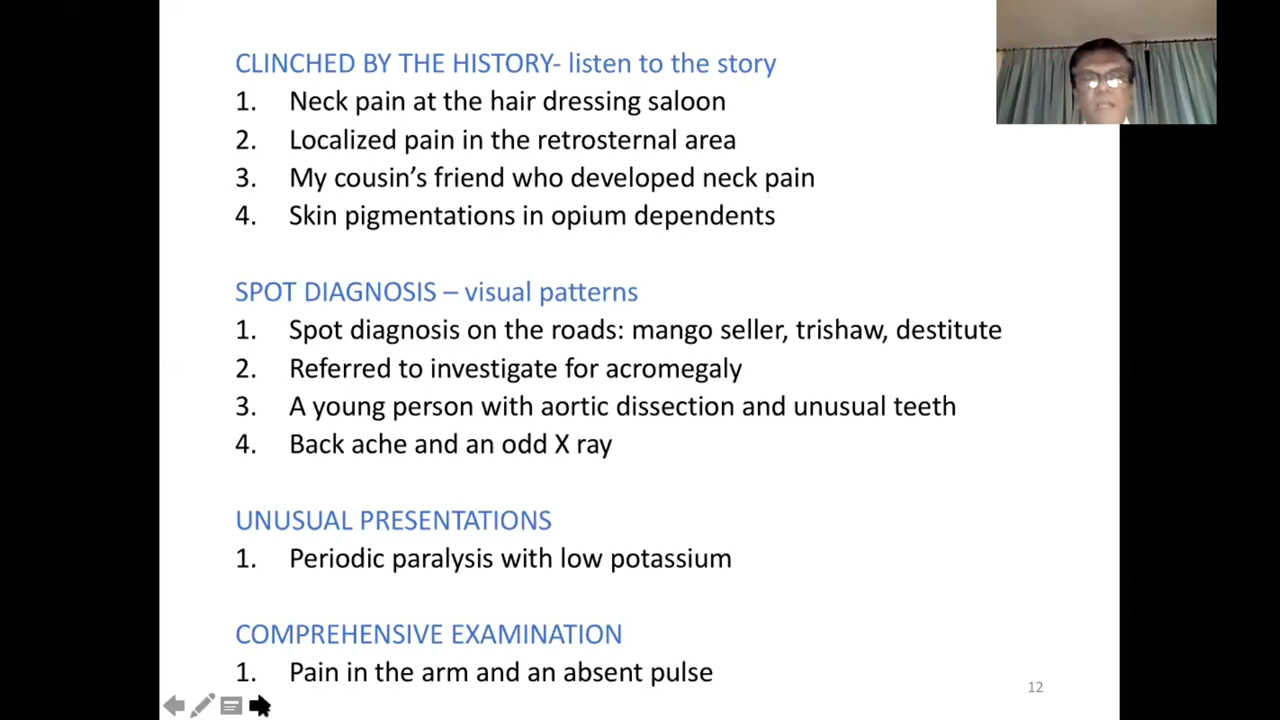 CLINCHED BY THE HISTORY- listen to the story
1. Neck pain at the hair dressing saloon
2. Localized pain in the retrosternal area
3. My cousin’s friend who developed neck pain
4. Skin pigmentations in opium dependents
SPOT DIAGNOSIS – visual patterns
1. Spot diagnosis on the roads: mango seller, trishaw, destitute
2. Referred to investigate for acromegaly
3. A young person with aortic dissection and unusual teeth
4. Back ache and an odd X ray
UNUSUAL PRESENTATIONS
1. Periodic paralysis with low potassium
COMPREHENSIVE EXAMINATION
1. Pain in the arm and an absent pulse
12